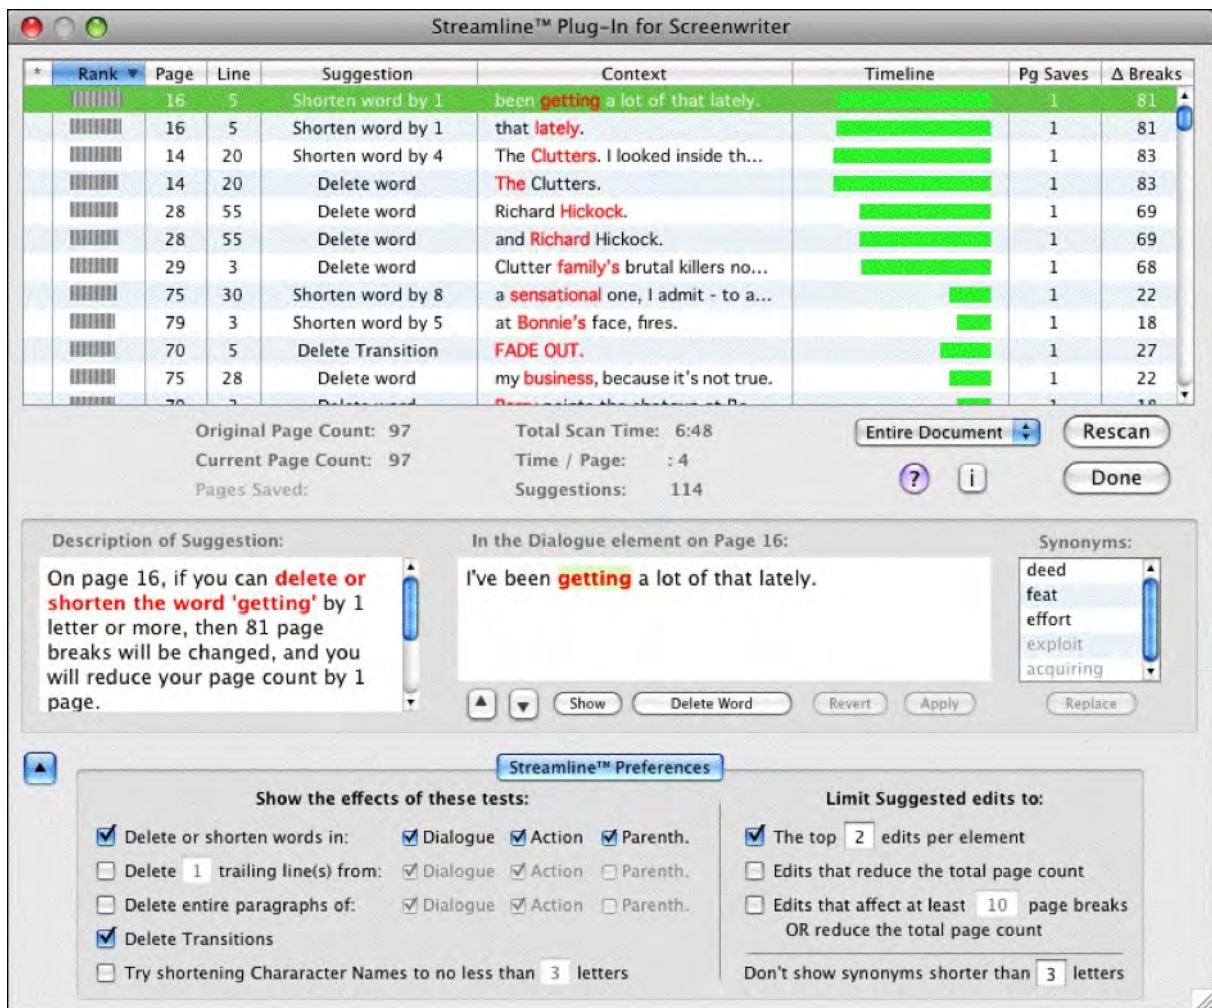 Streamline™ Plug-In for Screenwriter
* Rank ▼ Page Line Suggestion Context Timeline Pg Saves Δ Breaks
16 5 Shorten word by 1 been getting a lot of that lately. 1 81
16 5 Shorten word by 1 that lately. 1 81
14 20 Shorten word by 4 The Clutters. I looked inside th... 1 83
14 20 Delete word The Clutters. 1 83
28 55 Delete word Richard Hickock. 1 69
28 55 Delete word and Richard Hickock. 1 69
29 3 Delete word Clutter family's brutal killers no... 1 68
75 30 Shorten word by 8 a sensational one, I admit - to a... 1 22
79 3 Shorten word by 5 at Bonnie's face, fires. 1 18
70 5 Delete Transition FADE OUT. 1 27
75 28 Delete word my business, because it's not true. 1 22
Original Page Count: 97 Total Scan Time: 6:48 Entire Document Rescan
Current Page Count: 97 Time / Page: : 4 ? i Done
Pages Saved: Suggestions: 114
Description of Suggestion: In the Dialogue element on Page 16: Synonyms:
On page 16, if you can delete or
shorten the word 'getting' by 1
letter or more, then 81 page
breaks will be changed, and you
will reduce your page count by 1
page.
I've been getting a lot of that lately.
deed
feat
effort
exploit
acquiring
Show Delete Word Revert Apply Replace
Streamline™ Preferences
Show the effects of these tests:
Delete or shorten words in: Dialogue Action Parenth.
Delete 1 trailing line(s) from: Dialogue Action Parenth.
Delete entire paragraphs of: Dialogue Action Parenth.
Delete Transitions
Try shortening Chararacter Names to no less than 3 letters
Limit Suggested edits to:
The top 2 edits per element
Edits that reduce the total page count
Edits that affect at least 10 page breaks
OR reduce the total page count
Don't show synonyms shorter than 3 letters